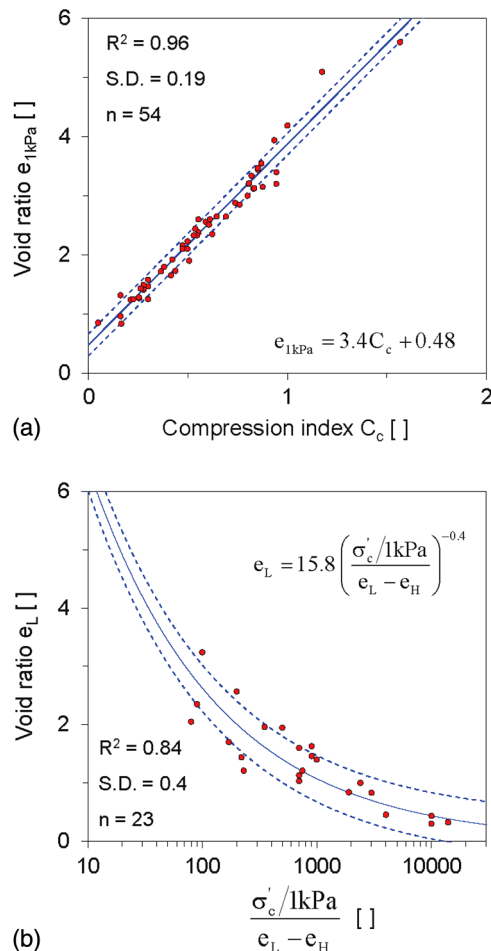 6
R² = 0.96
S.D. = 0.19
n = 54
4
Void ratio e1kPa [ ]
2
e1kPa = 3.4Cc + 0.48
0
0 1 2
(a) Compression index Cc [ ]
6
eL = 15.8 (σ'c/1kPa / eL − eH)^−0.4
4
Void ratio eL [ ]
2
R² = 0.84
S.D. = 0.4
n = 23
0
10 100 1000 10000
σ'c/1kPa / eL − eH [ ]
(b)